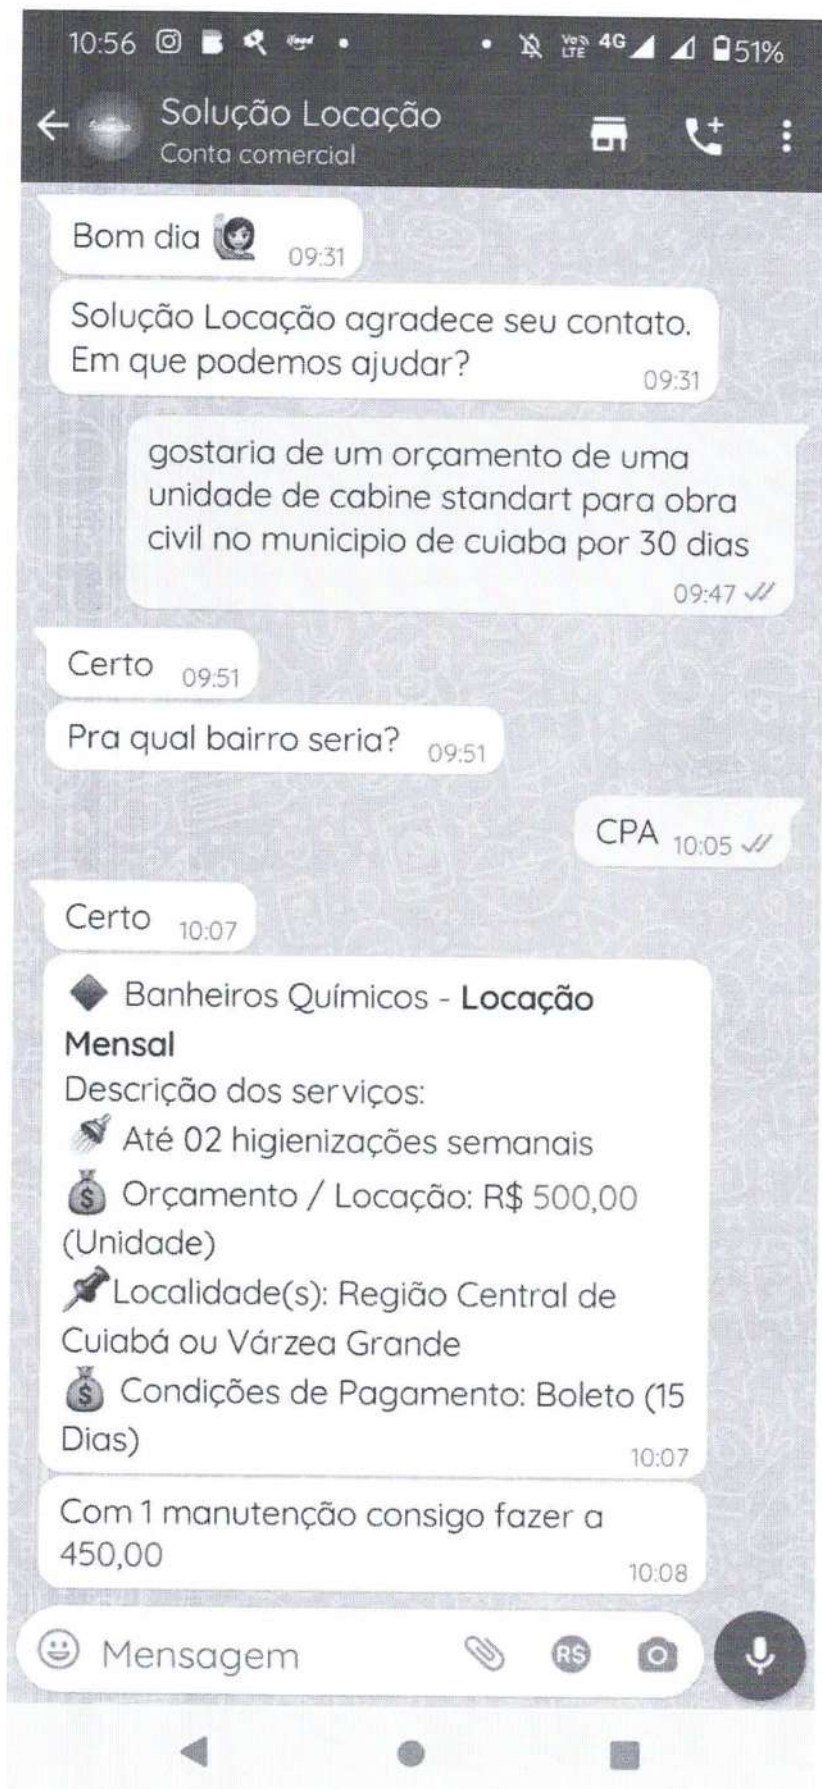 10:56
4G 51%
Solução Locação
Conta comercial
Bom dia 09:31
Solução Locação agradece seu contato.
Em que podemos ajudar? 09:31
gostaria de um orçamento de uma
unidade de cabine standart para obra
civil no municipio de cuiaba por 30 dias
09:47
Certo 09:51
Pra qual bairro seria? 09:51
CPA 10:05
Certo 10:07
Banheiros Químicos - Locação
Mensal
Descrição dos serviços:
Até 02 higienizações semanais
Orçamento / Locação: R$ 500,00
(Unidade)
Localidade(s): Região Central de
Cuiabá ou Várzea Grande
Condições de Pagamento: Boleto (15
Dias) 10:07
Com 1 manutenção consigo fazer a
450,00 10:08
Mensagem R$